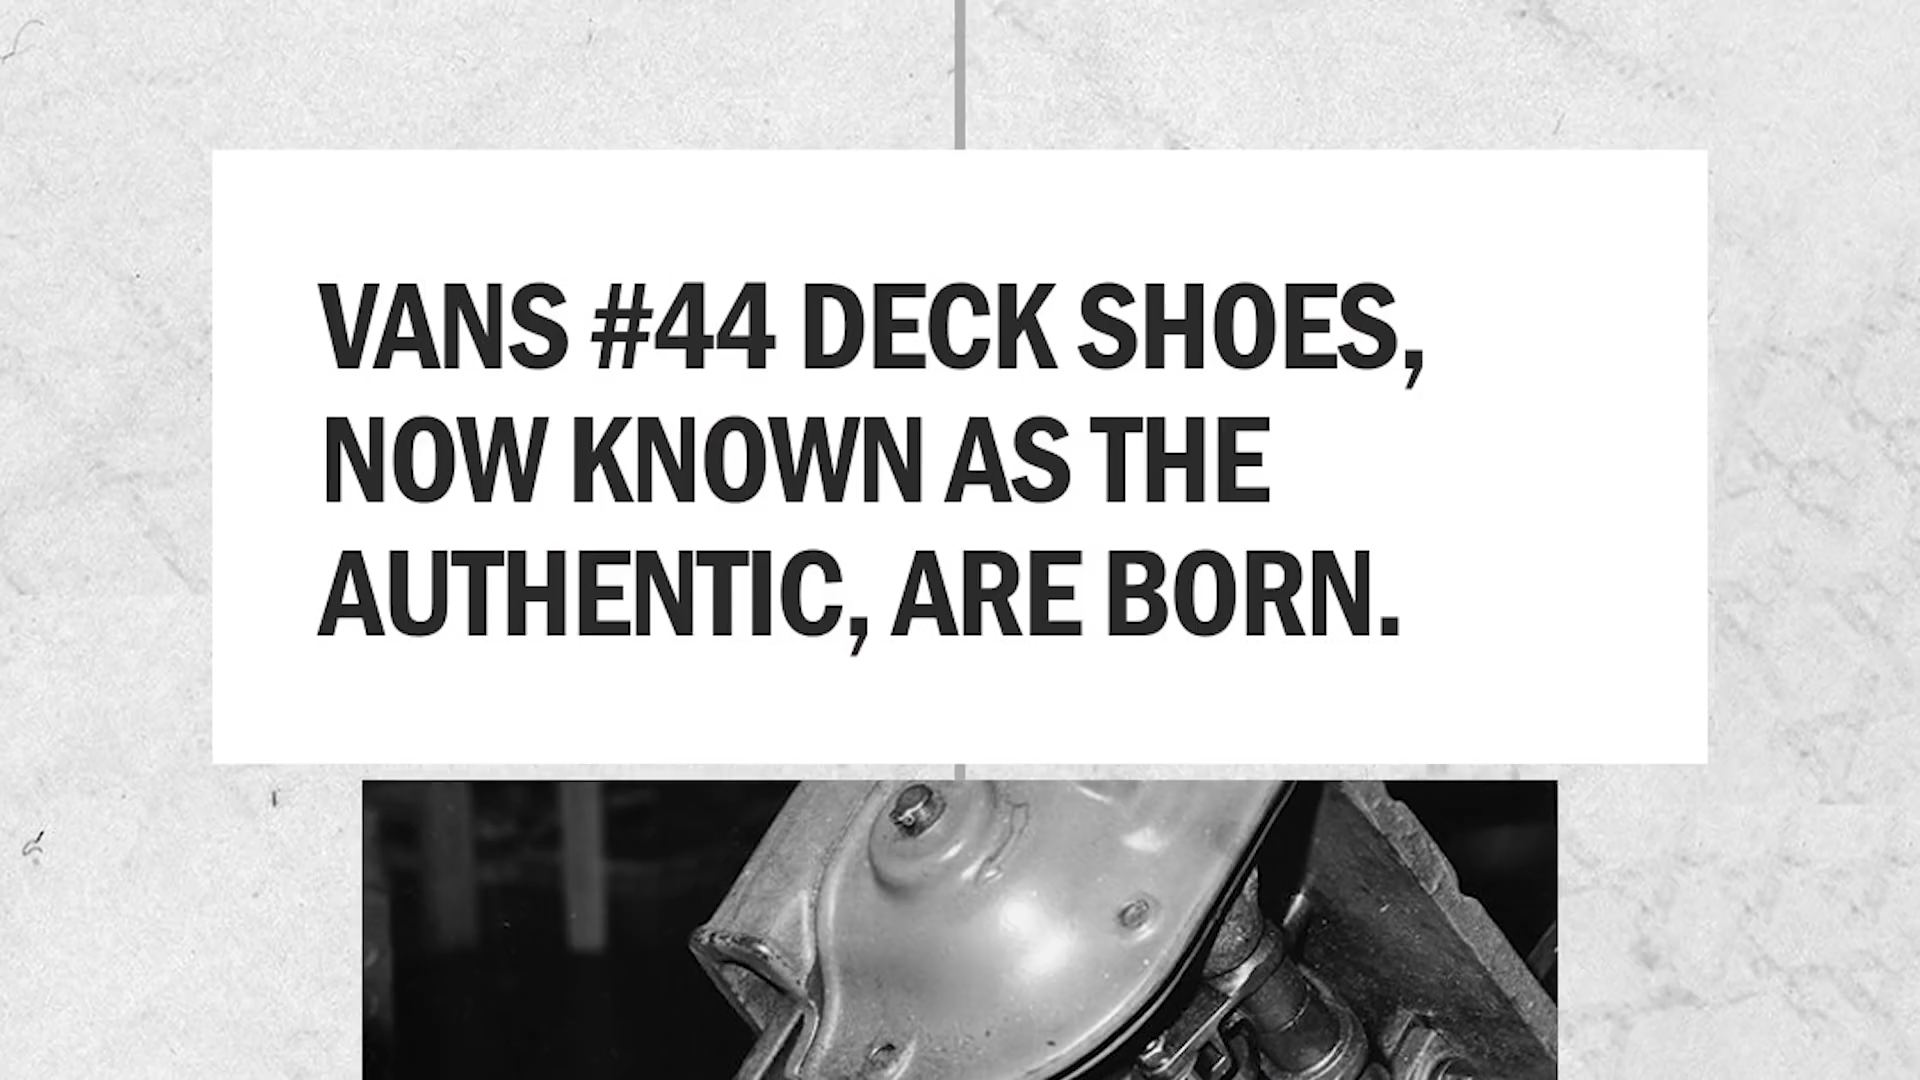 VANS #44 DECK SHOES,
NOW KNOWN AS THE
AUTHENTIC, ARE BORN.